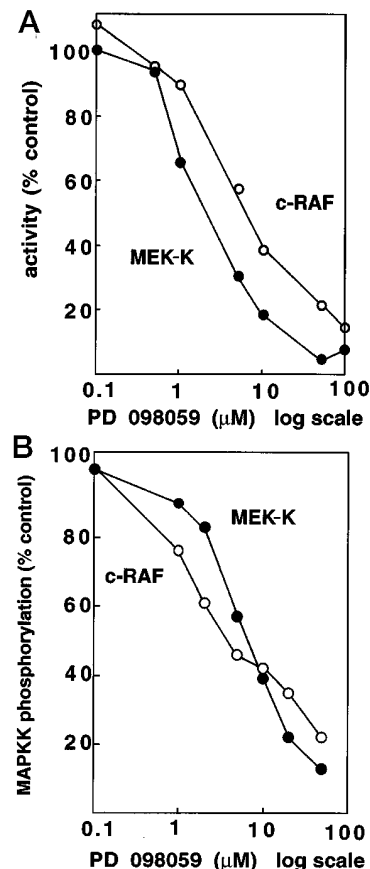 A
activity (% control)
100
80
60
40
20
c-RAF
MEK-K
0.1 1 10 100
PD 098059 (μM) log scale
B
MAPKK phosphorylation (% control)
100
80
60
40
20
MEK-K
c-RAF
0.1 1 10 100
PD 098059 (μM) log scale